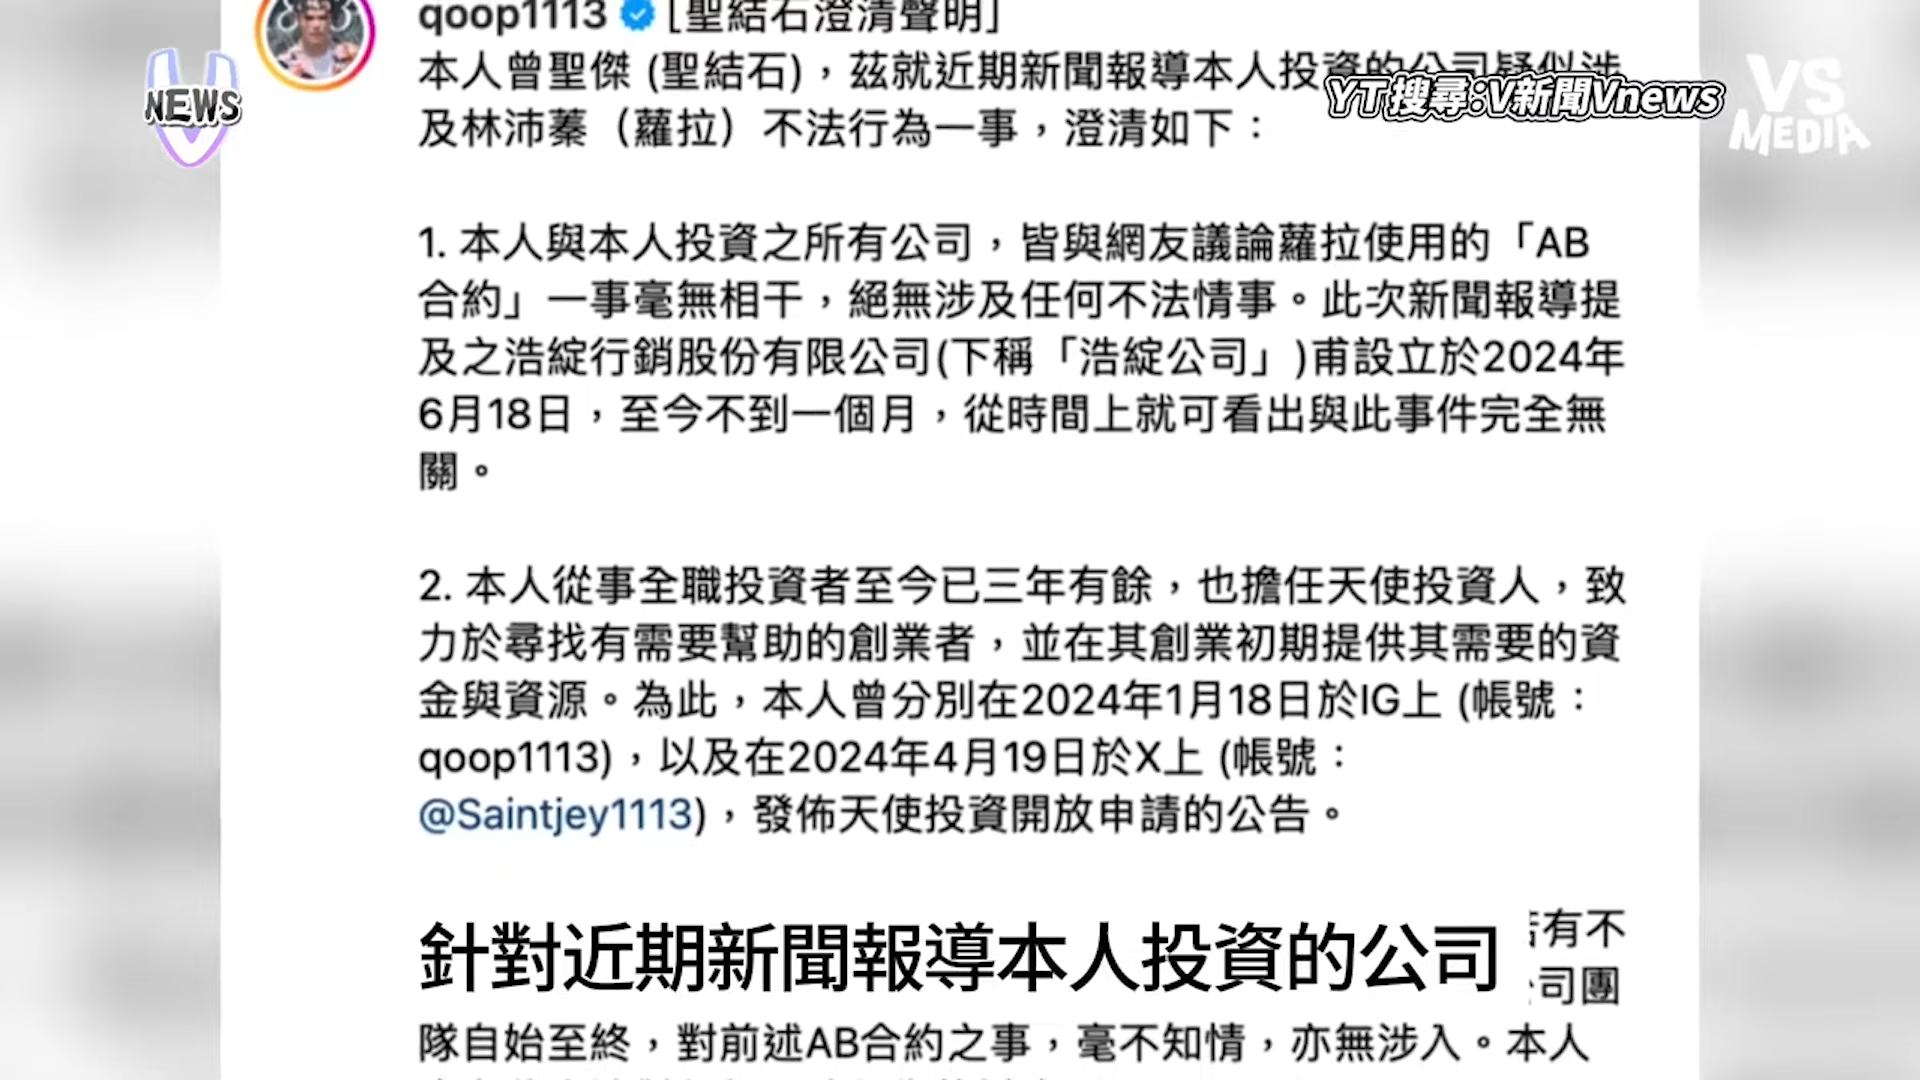 qoop1113 [聖結石澄清聲明]
本人曾聖傑 (聖結石)，茲就近期新聞報導本人投資的公司疑似涉
及林沛蓁（蘿拉）不法行為一事，澄清如下：
NEWS
YT搜尋:V新聞Vnews
VS
MEDIA
1. 本人與本人投資之所有公司，皆與網友議論蘿拉使用的「AB
合約」一事毫無相干，絕無涉及任何不法情事。此次新聞報導提
及之浩綻行銷股份有限公司(下稱「浩綻公司」)甫設立於2024年
6月18日，至今不到一個月，從時間上就可看出與此事件完全無
關。
2. 本人從事全職投資者至今已三年有餘，也擔任天使投資人，致
力於尋找有需要幫助的創業者，並在其創業初期提供其需要的資
金與資源。為此，本人曾分別在2024年1月18日於IG上 (帳號：
qoop1113)，以及在2024年4月19日於X上 (帳號：
@Saintjey1113)，發佈天使投資開放申請的公告。
有不
司團
針對近期新聞報導本人投資的公司
隊自始至終，對前述AB合約之事，毫不知情，亦無涉入。本人